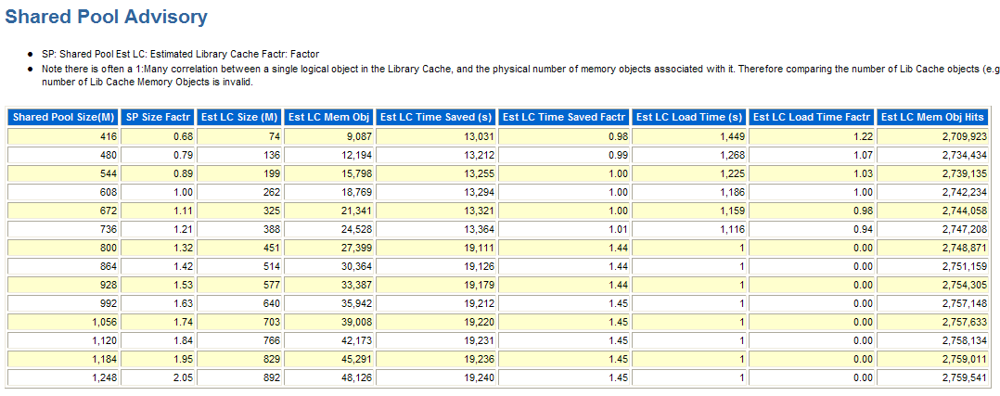 Shared Pool Advisory
• SP: Shared Pool Est LC: Estimated Library Cache Factr: Factor
• Note there is often a 1:Many correlation between a single logical object in the Library Cache, and the physical number of memory objects associated with it. Therefore comparing the number of Lib Cache objects (e.g
number of Lib Cache Memory Objects is invalid.
Shared Pool Size(M) SP Size Factr Est LC Size (M) Est LC Mem Obj Est LC Time Saved (s) Est LC Time Saved Factr Est LC Load Time (s) Est LC Load Time Factr Est LC Mem Obj Hits
416 0.68 74 9,087 13,031 0.98 1,449 1.22 2,709,923
480 0.79 136 12,194 13,212 0.99 1,268 1.07 2,734,434
544 0.89 199 15,798 13,255 1.00 1,225 1.03 2,739,135
608 1.00 262 18,769 13,294 1.00 1,186 1.00 2,742,234
672 1.11 325 21,341 13,321 1.00 1,159 0.98 2,744,058
736 1.21 388 24,528 13,364 1.01 1,116 0.94 2,747,208
800 1.32 451 27,399 19,111 1.44 1 0.00 2,748,871
864 1.42 514 30,364 19,126 1.44 1 0.00 2,751,159
928 1.53 577 33,387 19,179 1.44 1 0.00 2,754,305
992 1.63 640 35,942 19,212 1.45 1 0.00 2,757,148
1,056 1.74 703 39,008 19,220 1.45 1 0.00 2,757,633
1,120 1.84 766 42,173 19,231 1.45 1 0.00 2,758,134
1,184 1.95 829 45,291 19,236 1.45 1 0.00 2,759,011
1,248 2.05 892 48,126 19,240 1.45 1 0.00 2,759,541